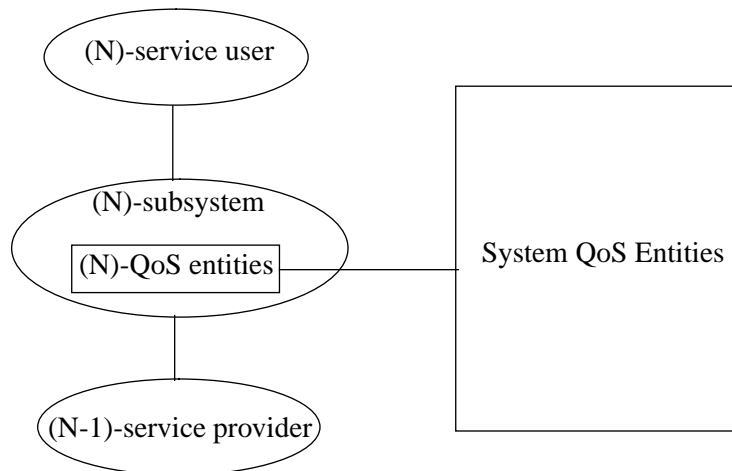 (N)-service user
(N)-subsystem
(N)-QoS entities
System QoS Entities
(N-1)-service provider